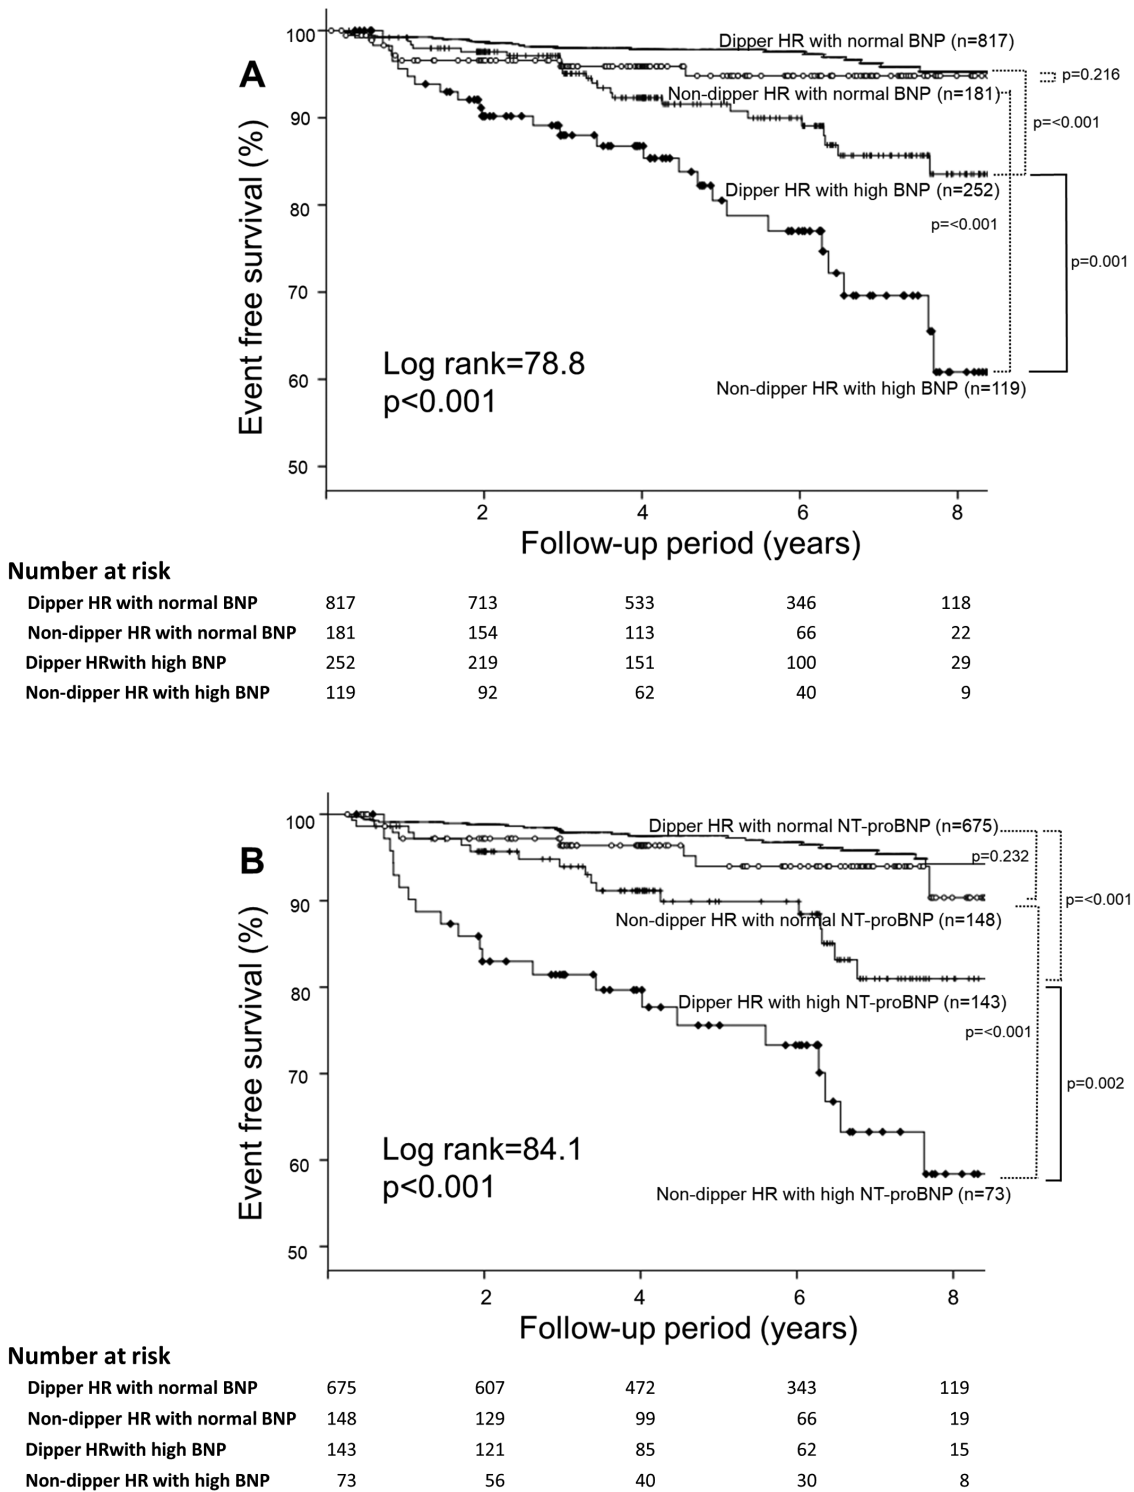 A
Event free survival (%)
100
90
80
70
60
50
Dipper HR with normal BNP (n=817)
p=0.216
Non-dipper HR with normal BNP (n=181)
p=<0.001
Dipper HR with high BNP (n=252)
p=<0.001
p=0.001
Log rank=78.8
p<0.001
Non-dipper HR with high BNP (n=119)
2 4 6 8
Follow-up period (years)
Number at risk
Dipper HR with normal BNP 817 713 533 346 118
Non-dipper HR with normal BNP 181 154 113 66 22
Dipper HRwith high BNP 252 219 151 100 29
Non-dipper HR with high BNP 119 92 62 40 9
B
Event free survival (%)
100
90
80
70
60
50
Dipper HR with normal NT-proBNP (n=675)
p=0.232
p=<0.001
Non-dipper HR with normal NT-proBNP (n=148)
Dipper HR with high NT-proBNP (n=143)
p=<0.001
p=0.002
Log rank=84.1
p<0.001
Non-dipper HR with high NT-proBNP (n=73)
2 4 6 8
Follow-up period (years)
Number at risk
Dipper HR with normal BNP 675 607 472 343 119
Non-dipper HR with normal BNP 148 129 99 66 19
Dipper HRwith high BNP 143 121 85 62 15
Non-dipper HR with high BNP 73 56 40 30 8